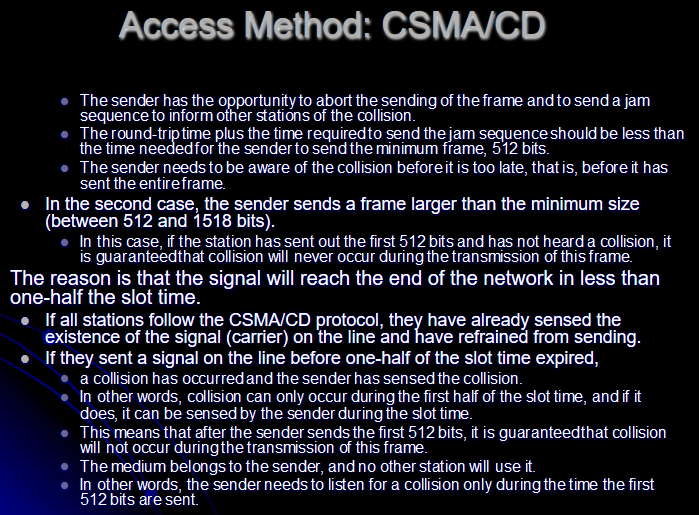 Access Method: CSMA/CD
The sender has the opportunity to abort the sending of the frame and to send a jam
sequence to inform other stations of the collision.
The round-trip time plus the time required to send the jam sequence should be less than
the time needed for the sender to send the minimum frame, 512 bits.
The sender needs to be aware of the collision before it is too late, that is, before it has
sent the entire frame.
In the second case, the sender sends a frame larger than the minimum size
(between 512 and 1518 bits).
In this case, if the station has sent out the first 512 bits and has not heard a collision, it
is guaranteed that collision will never occur during the transmission of this frame.
The reason is that the signal will reach the end of the network in less than
one-half the slot time.
If all stations follow the CSMA/CD protocol, they have already sensed the
existence of the signal (carrier) on the line and have refrained from sending.
If they sent a signal on the line before one-half of the slot time expired,
a collision has occurred and the sender has sensed the collision.
In other words, collision can only occur during the first half of the slot time, and if it
does, it can be sensed by the sender during the slot time.
This means that after the sender sends the first 512 bits, it is guaranteed that collision
will not occur during the transmission of this frame.
The medium belongs to the sender, and no other station will use it.
In other words, the sender needs to listen for a collision only during the time the first
512 bits are sent.